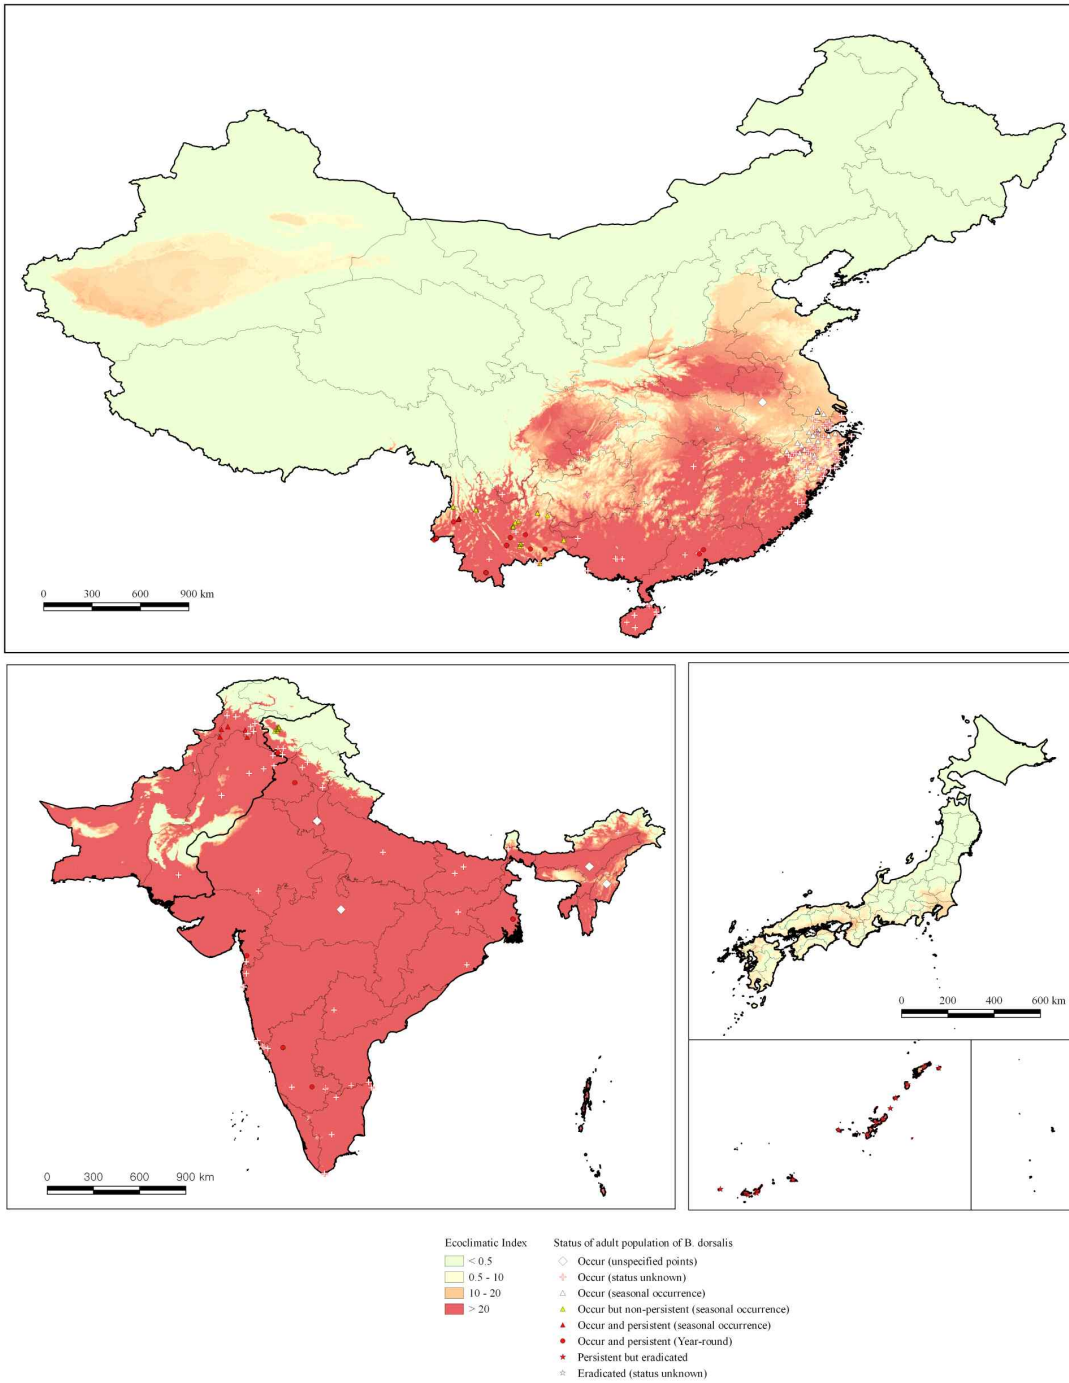 0 300 600 900 km
0 300 600 900 km
0 200 400 600 km
Ecoclimatic Index
< 0.5
0.5 - 10
10 - 20
> 20
Status of adult population of B. dorsalis
Occur (unspecified points)
Occur (status unknown)
Occur (seasonal occurrence)
Occur but non-persistent (seasonal occurrence)
Occur and persistent (seasonal occurrence)
Occur and persistent (Year-round)
Persistent but eradicated
Eradicated (status unknown)